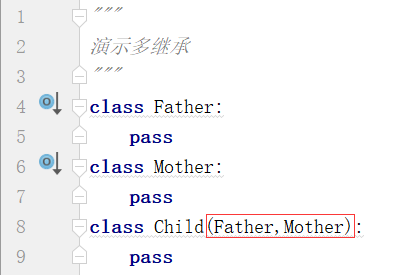 1 """
2 演示多继承
3 """
4 class Father:
5     pass
6 class Mother:
7     pass
8 class Child(Father,Mother):
9     pass